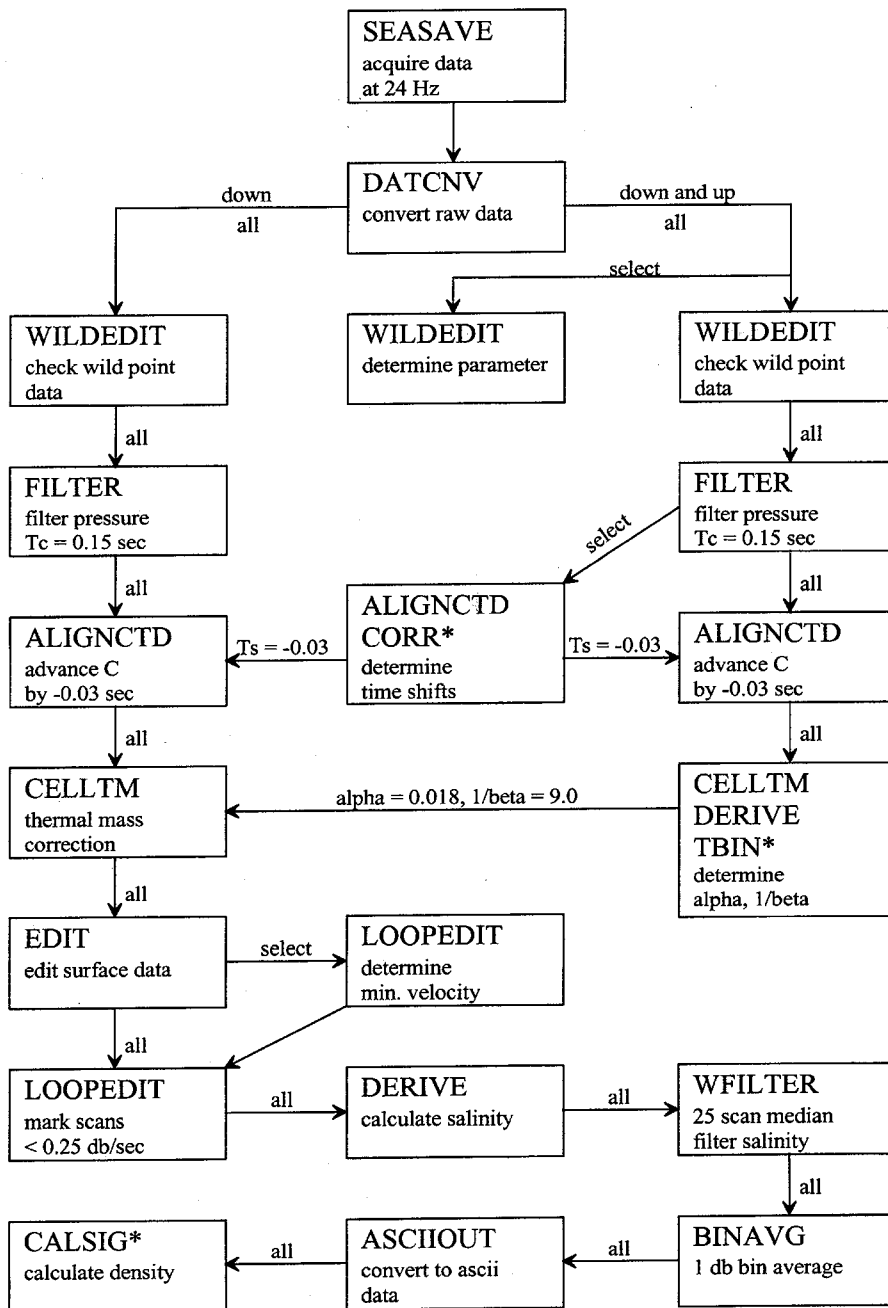 SEASAVE
acquire data
at 24 Hz
DATCNV
convert raw data
down
all
down and up
all
select
WILDEDIT
check wild point
data
WILDEDIT
determine parameter
WILDEDIT
check wild point
data
all
all
FILTER
filter pressure
Tc = 0.15 sec
FILTER
filter pressure
Tc = 0.15 sec
select
all
all
ALIGNCTD
advance C
by -0.03 sec
Ts = -0.03
ALIGNCTD
CORR*
determine
time shifts
Ts = -0.03
ALIGNCTD
advance C
by -0.03 sec
all
all
CELLTM
thermal mass
correction
alpha = 0.018, 1/beta = 9.0
CELLTM
DERIVE
TBIN*
determine
alpha, 1/beta
all
EDIT
edit surface data
select
LOOPEDIT
determine
min. velocity
all
LOOPEDIT
mark scans
< 0.25 db/sec
all
DERIVE
calculate salinity
all
WFILTER
25 scan median
filter salinity
all
CALSIG*
calculate density
all
ASCIIOUT
convert to ascii
data
all
BINAVG
1 db bin average